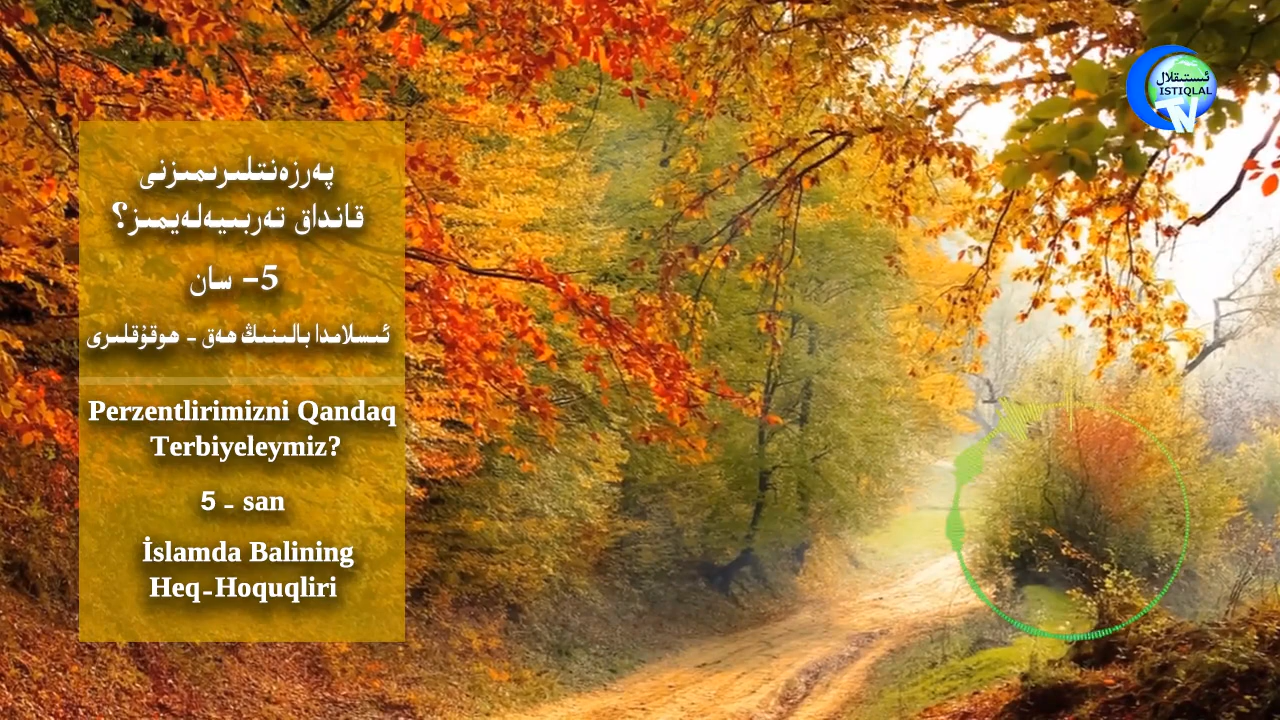 ئىستىقلال
ISTIQLAL
TV
پەرزەنتلىرىمىزنى
قانداق تەربىيەلەيمىز؟
5- سان
ئىسلامدا بالىنىڭ ھەق - ھوقۇقلىرى
Perzentlirimizni Qandaq
Terbiyeleymiz?
5 - san
İslamda Balining
Heq-Hoquqliri